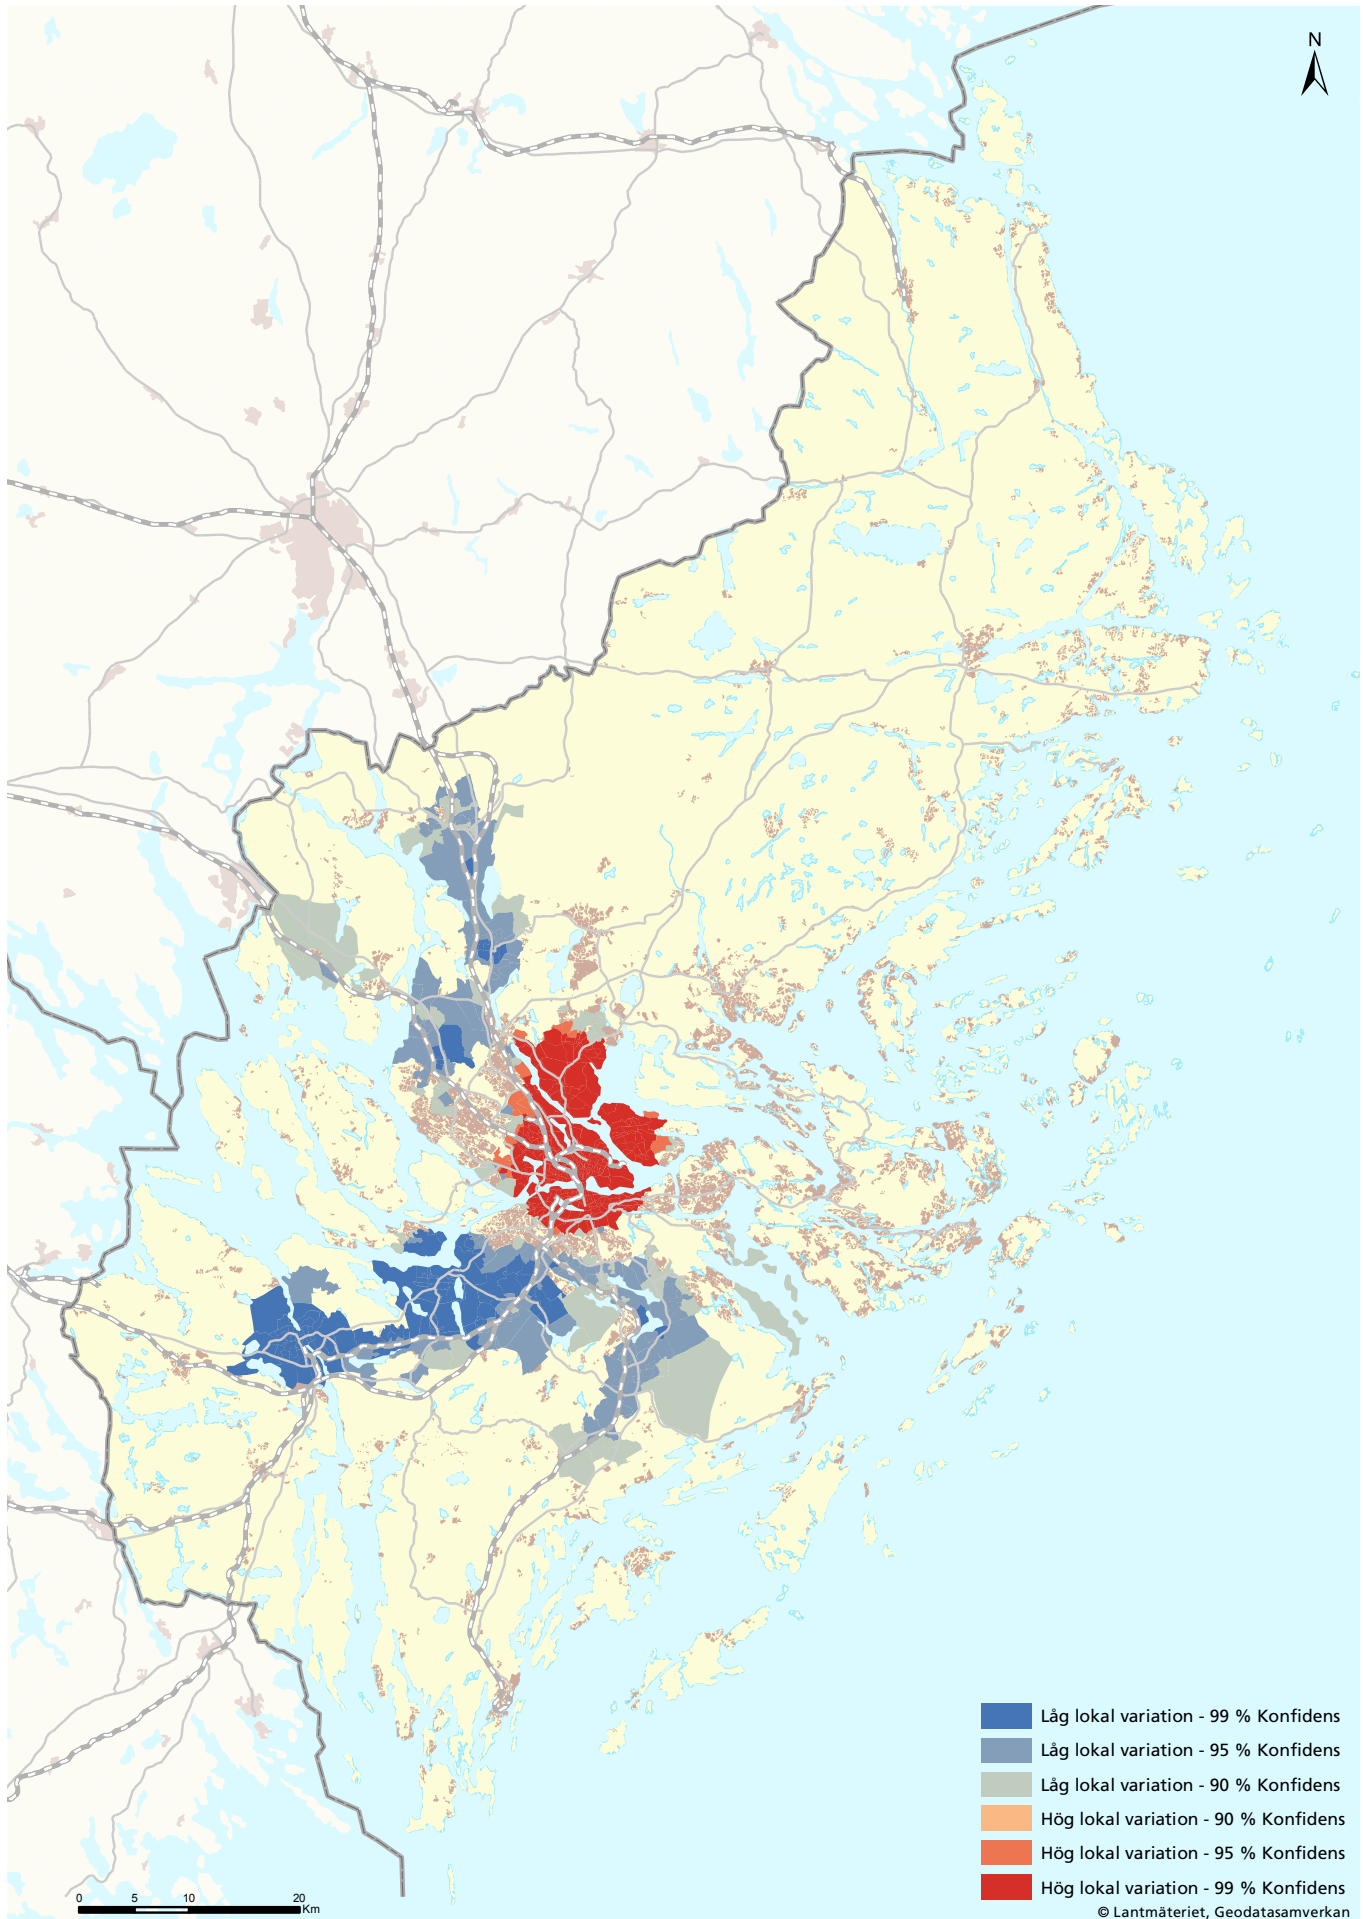 N
Låg lokal variation - 99 % Konfidens
Låg lokal variation - 95 % Konfidens
Låg lokal variation - 90 % Konfidens
Hög lokal variation - 90 % Konfidens
Hög lokal variation - 95 % Konfidens
Hög lokal variation - 99 % Konfidens
0 5 10 20
Km
© Lantmäteriet, Geodatasamverkan